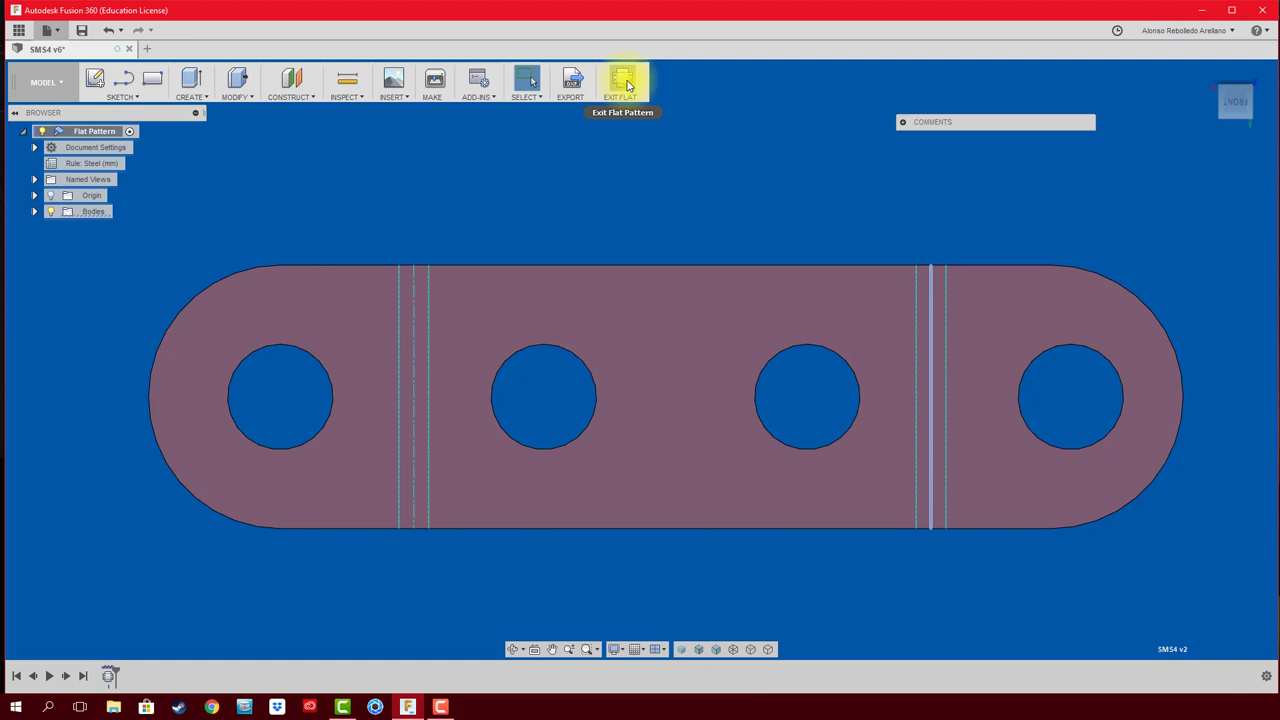 Autodesk Fusion 360 (Education License)
Alonso Rebolledo Arellano
SMS4 v6*
MODEL
SKETCH
CREATE
MODIFY
CONSTRUCT
INSPECT
INSERT
MAKE
ADD-INS
SELECT
EXPORT
EXIT FLAT
Exit Flat Pattern
BROWSER
COMMENTS
FRONT
Flat Pattern
Document Settings
Rule: Steel (mm)
Named Views
Origin
Bodies
SMS4 v2